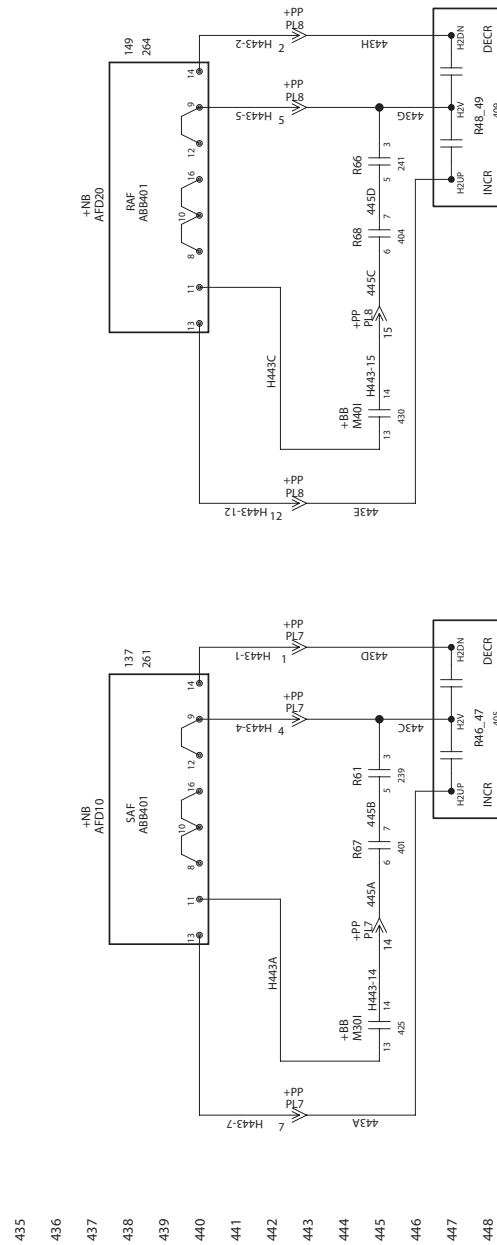 149
264
+NB
AFD20
RAF
ABB401
14
9
12
16
10
8
11
13
+PP
PL8
H443-2
2
443H
+PP
PL8
H443-5
5
443G
H2DN
DECR
H2V
R48_49
409
H2UP
INCR
R66
3
241
5
445D
R68
7
404
6
445C
+PP
PL8
15
H443-15
+BB
M40I
14
430
13
H443C
+PP
PL8
H443-12
12
443E
137
261
+NB
AFD10
SAF
ABB401
14
9
12
16
10
8
11
13
+PP
PL7
H443-1
1
443D
+PP
PL7
H443-4
4
443C
H2DN
DECR
H2V
R46_47
405
H2UP
INCR
R61
3
239
5
445B
R67
7
401
6
445A
+PP
PL7
14
H443-14
+BB
M30I
14
425
13
H443A
+PP
PL7
H443-7
7
443A
435
436
437
438
439
440
441
442
443
444
445
446
447
448